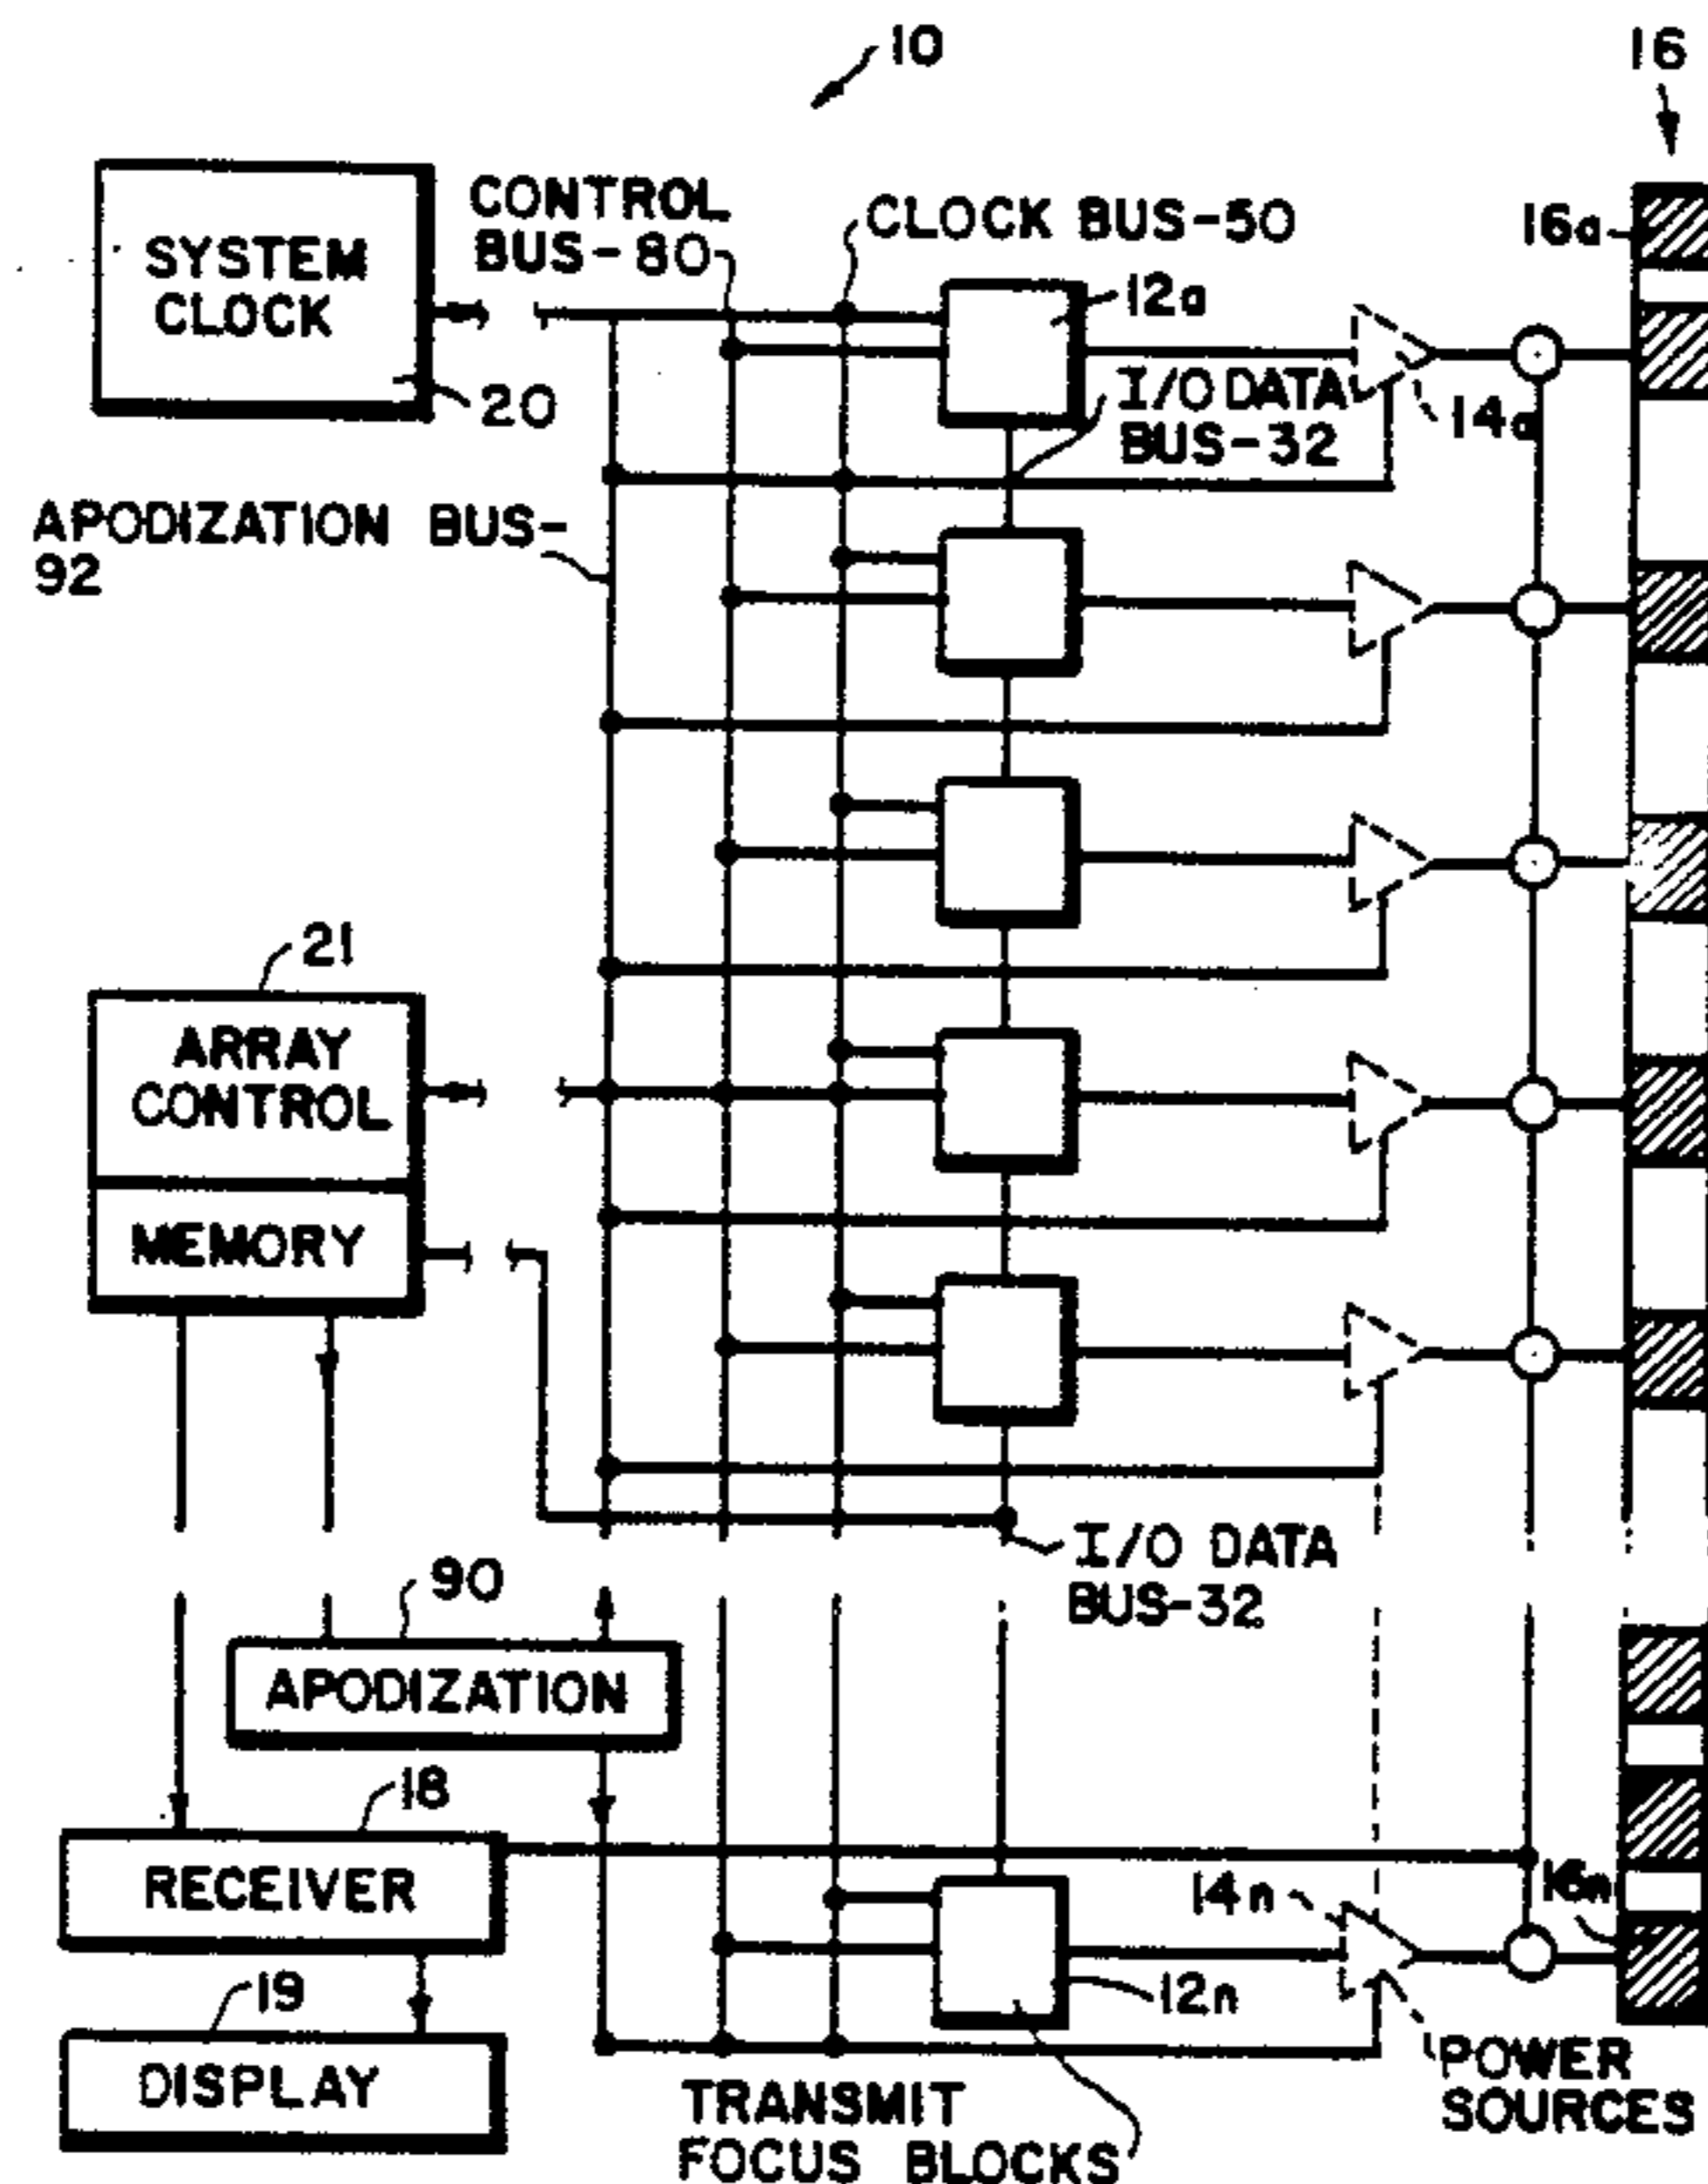 10
16
SYSTEM
CLOCK
20
CONTROL
BUS-80
CLOCK BUS-50
12a
16a
I/O DATA
BUS-32
14a
APODIZATION BUS-
92
21
ARRAY
CONTROL
MEMORY
I/O DATA
BUS-32
90
APODIZATION
18
RECEIVER
14n
16n
19
12n
DISPLAY
TRANSMIT
FOCUS BLOCKS
POWER
SOURCES